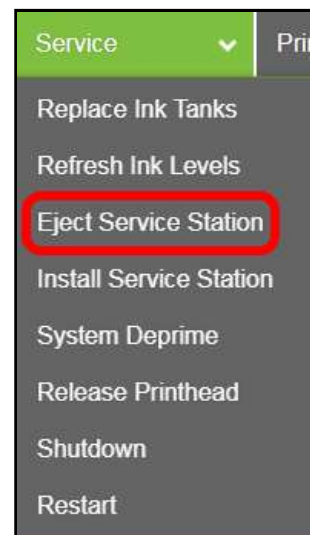 Service
Pri
Replace Ink Tanks
Refresh Ink Levels
Eject Service Station
Install Service Station
System Deprime
Release Printhead
Shutdown
Restart